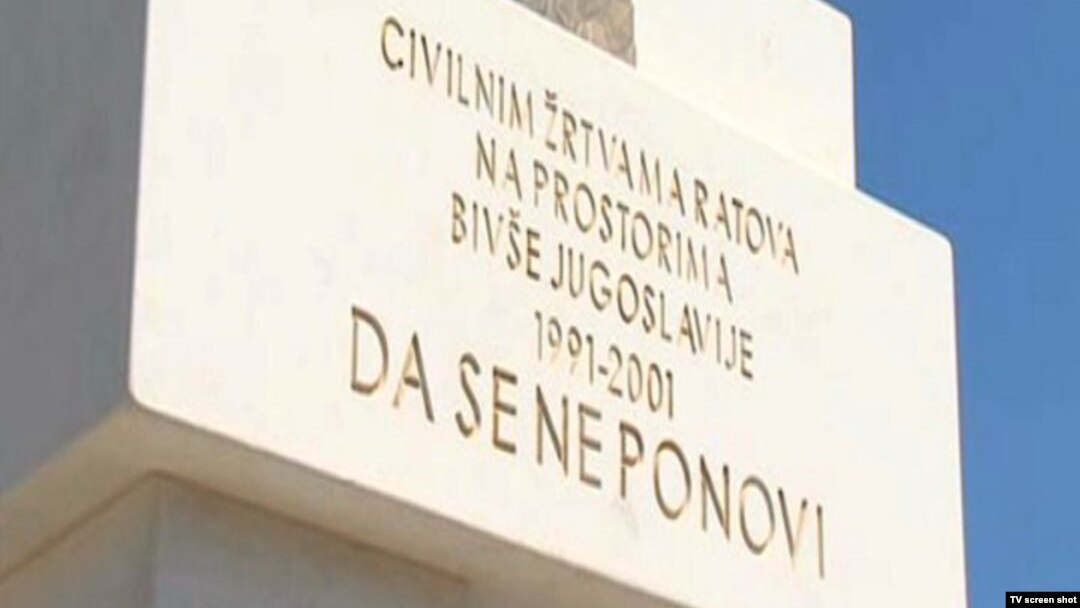 CIVILNIM ŽRTVAMA RATOVA
NA PROSTORIMA
BIVŠE JUGOSLAVIJE
1991-2001
DA SE NE PONOVI
TV screen shot